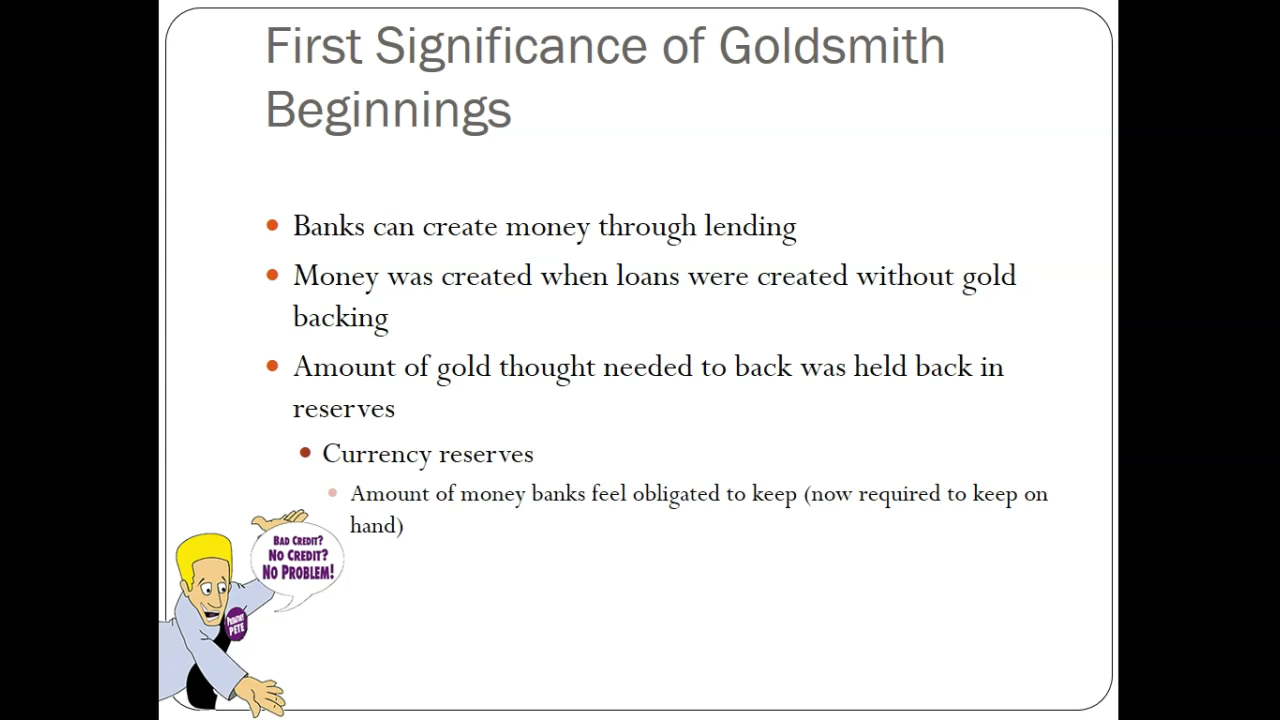 First Significance of Goldsmith
Beginnings
Banks can create money through lending
Money was created when loans were created without gold
backing
Amount of gold thought needed to back was held back in
reserves
Currency reserves
Amount of money banks feel obligated to keep (now required to keep on
hand)
BAD CREDIT?
NO CREDIT?
NO PROBLEM!
PETE